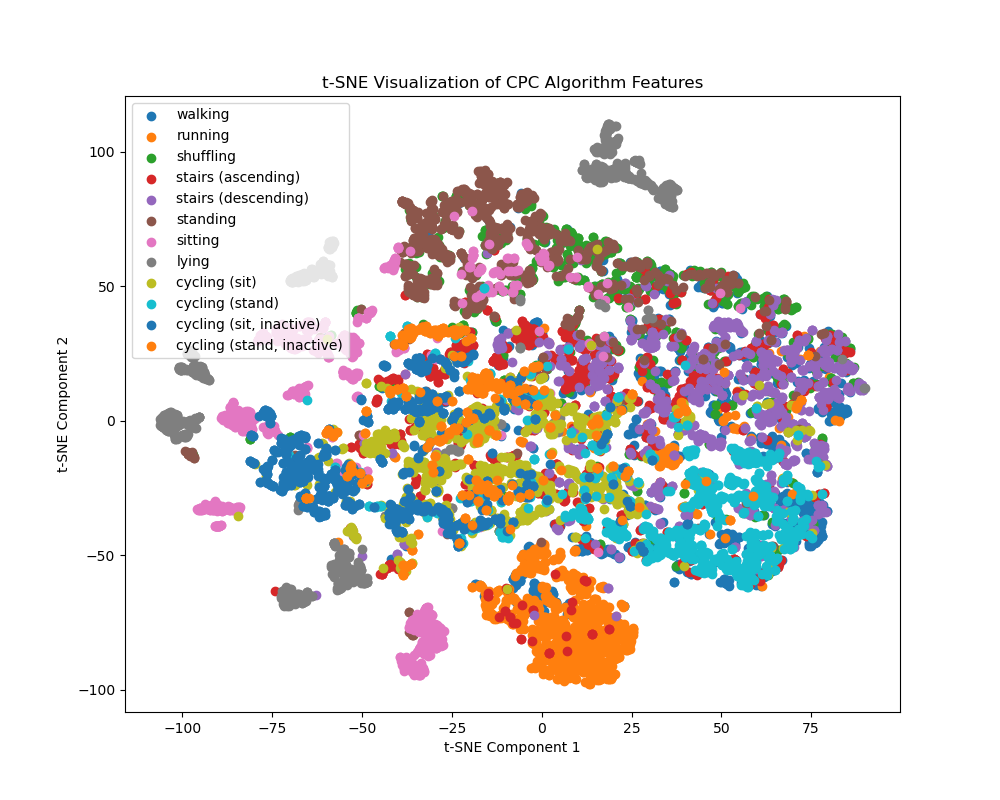 t-SNE Visualization of CPC Algorithm Features
walking
running
shuffling
stairs (ascending)
stairs (descending)
standing
sitting
lying
cycling (sit)
cycling (stand)
cycling (sit, inactive)
cycling (stand, inactive)
100
50
0
−50
−100
t-SNE Component 2
−100
−75
−50
−25
0
25
50
75
t-SNE Component 1